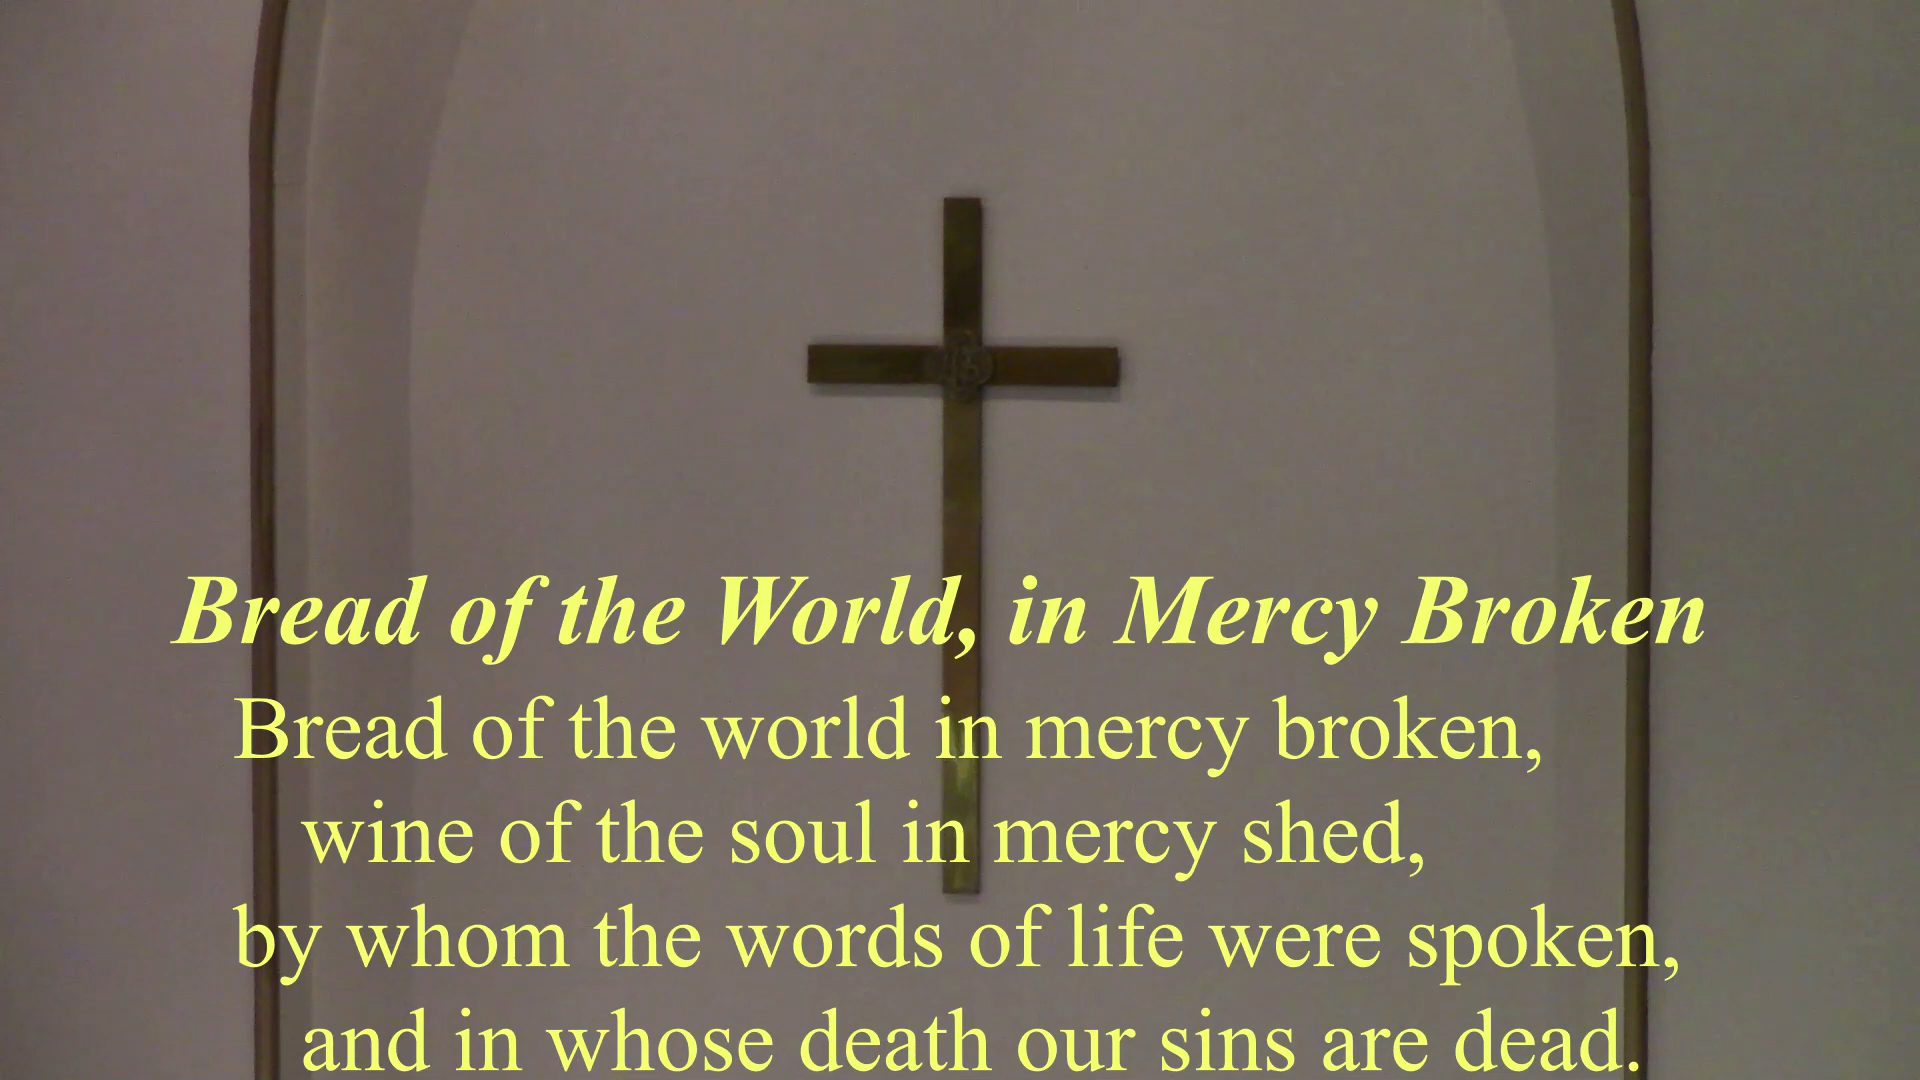 Bread of the World, in Mercy Broken
Bread of the world in mercy broken,
wine of the soul in mercy shed,
by whom the words of life were spoken,
and in whose death our sins are dead.